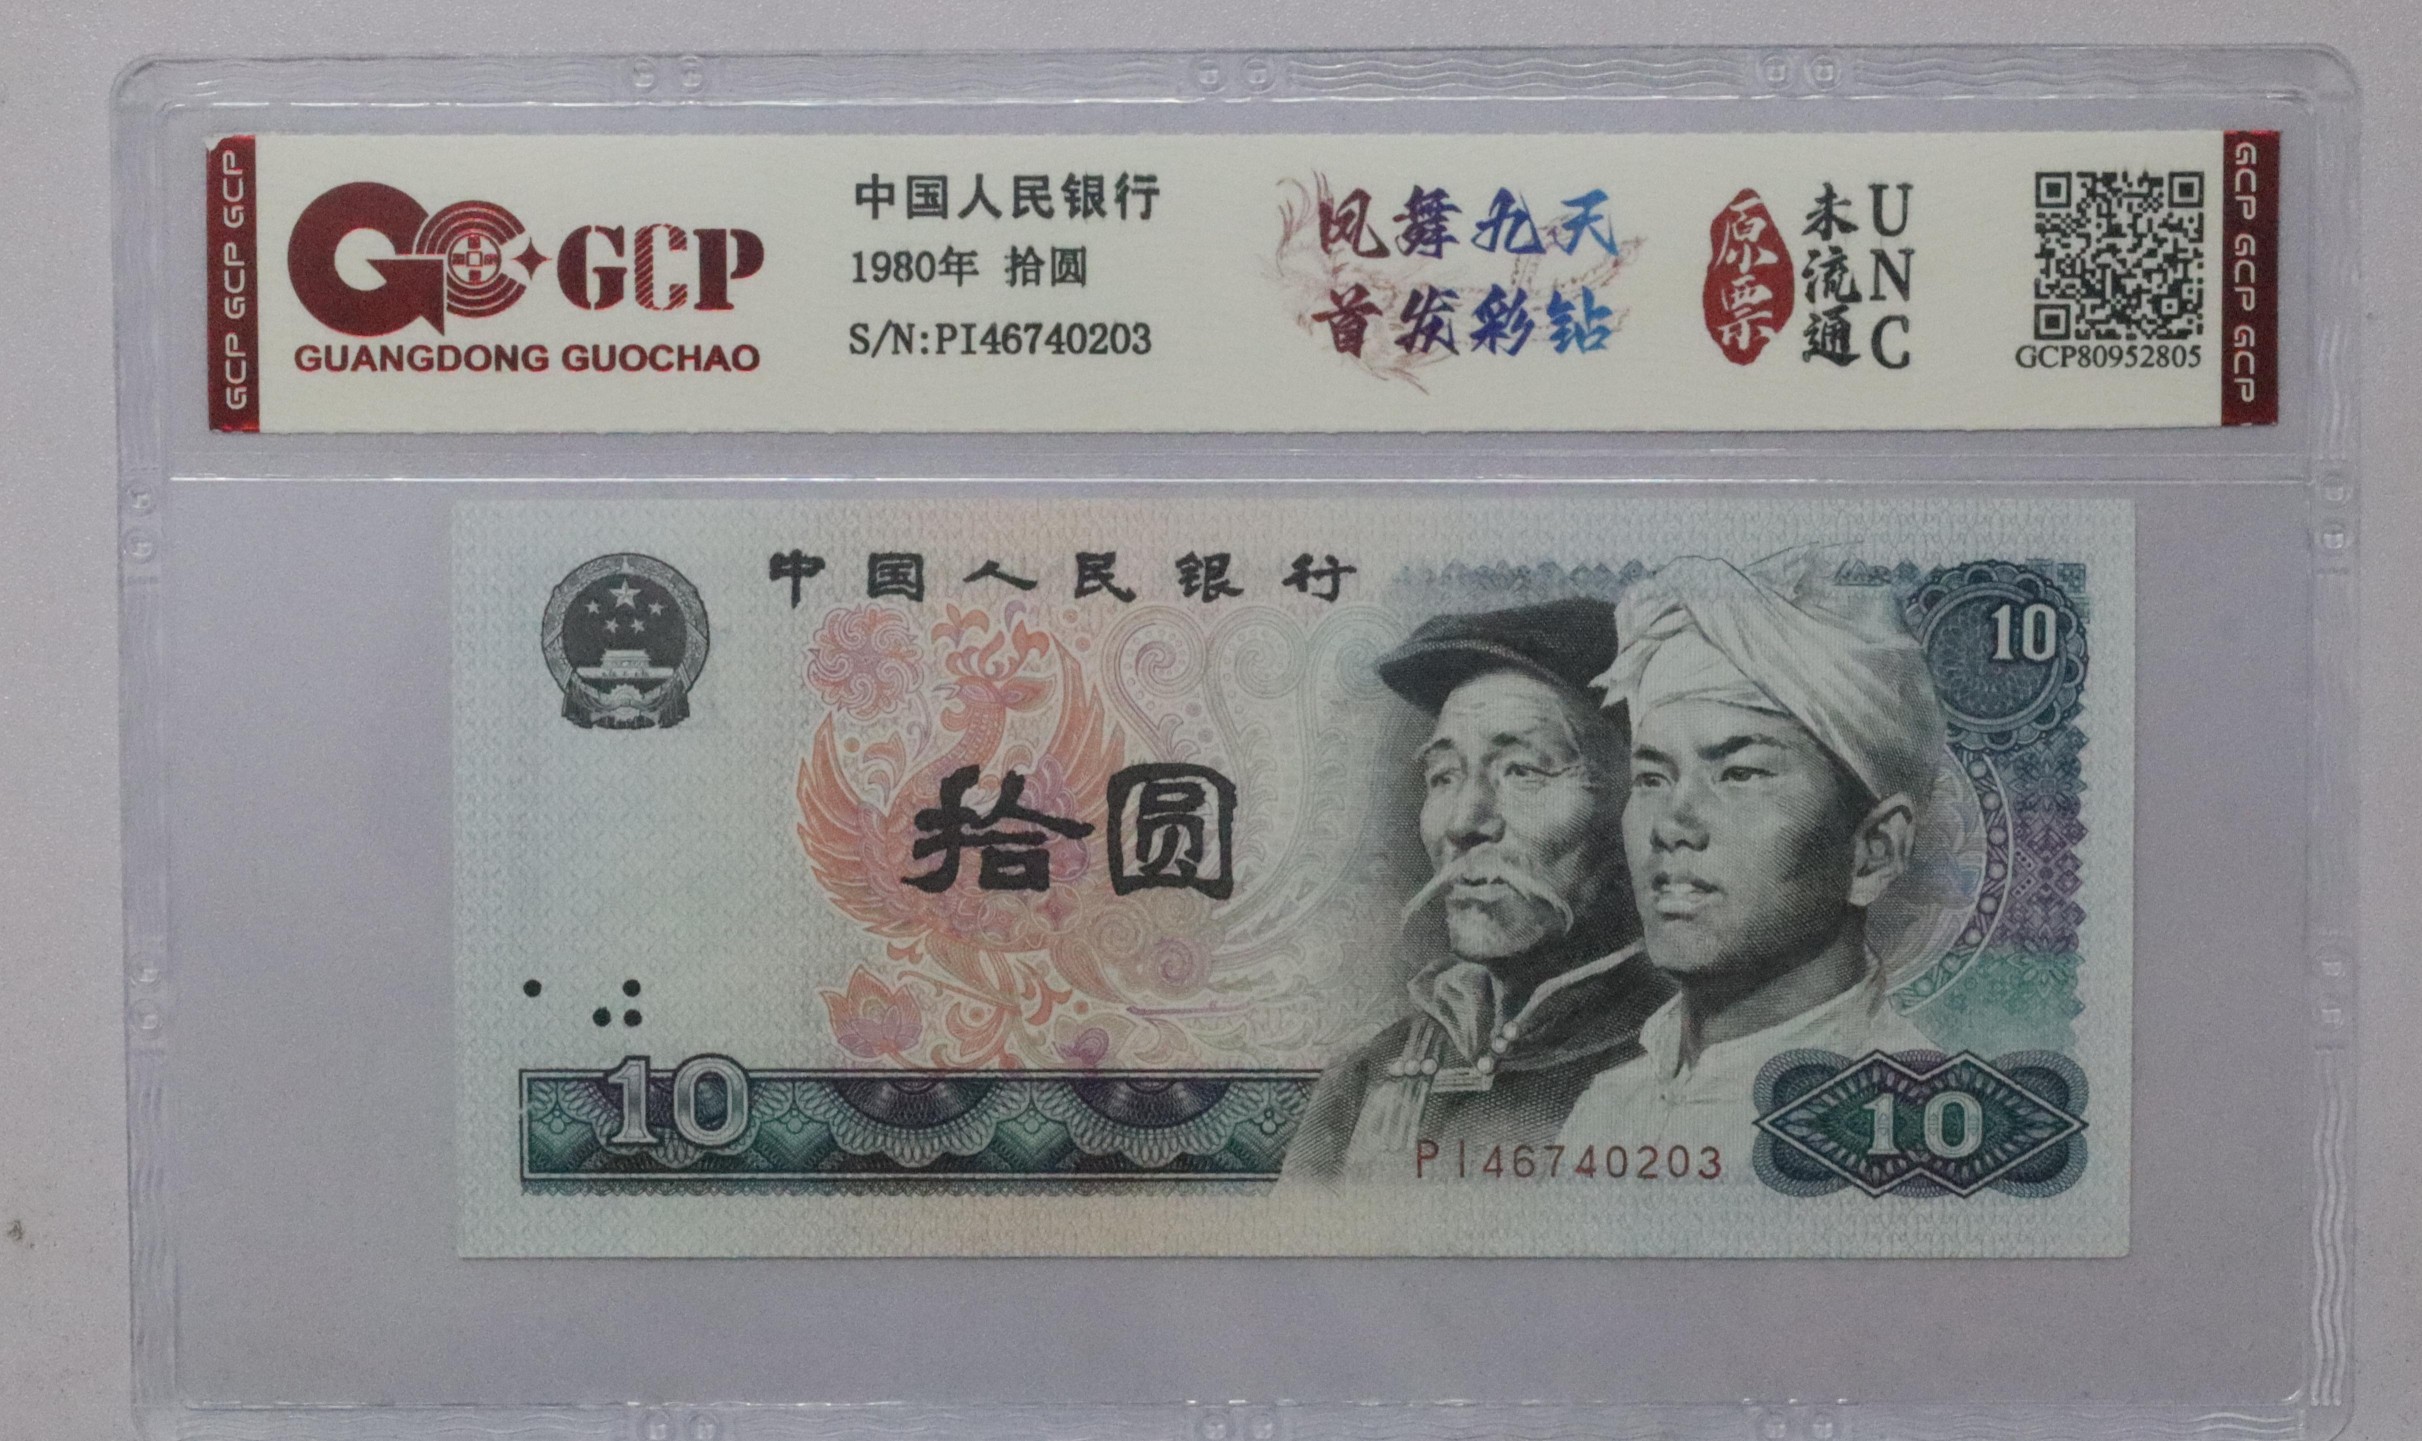 GCP GCP GCP
GCP
GUANGDONG GUOCHAO
中国人民银行
1980年 拾圆
S/N:PI46740203
凤舞九天
首发彩钻
原票
未流通
UNC
GCP80952805
GCP GCP GCP
中国人民银行
10
拾圆
10
PI46740203
10